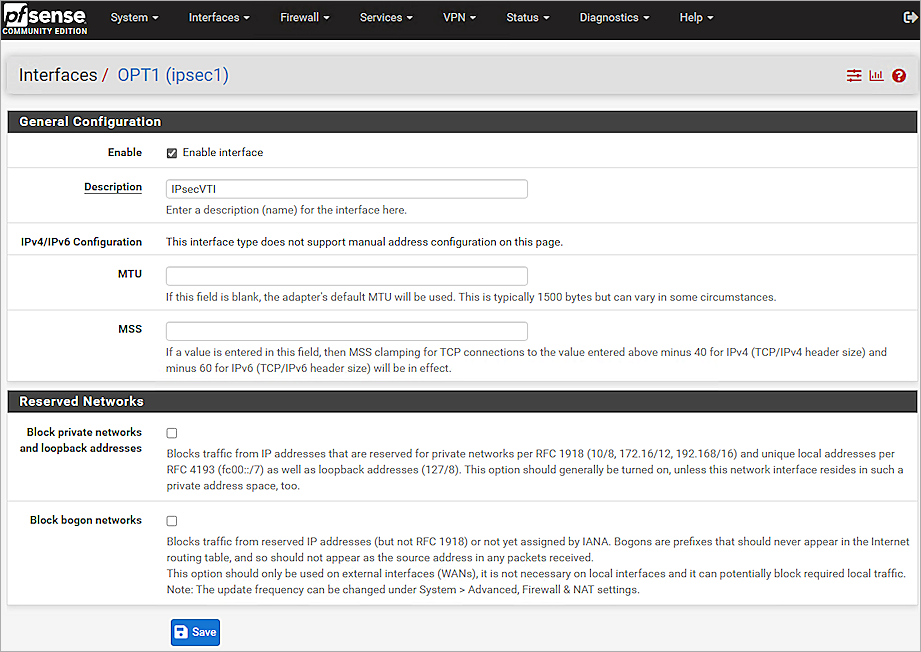 pfsense
COMMUNITY EDITION
System Interfaces Firewall Services VPN Status Diagnostics Help
Interfaces / OPT1 (ipsec1)
General Configuration
Enable Enable interface
Description IPsecVTI
Enter a description (name) for the interface here.
IPv4/IPv6 Configuration This interface type does not support manual address configuration on this page.
MTU
If this field is blank, the adapter's default MTU will be used. This is typically 1500 bytes but can vary in some circumstances.
MSS
If a value is entered in this field, then MSS clamping for TCP connections to the value entered above minus 40 for IPv4 (TCP/IPv4 header size) and
minus 60 for IPv6 (TCP/IPv6 header size) will be in effect.
Reserved Networks
Block private networks
and loopback addresses
Blocks traffic from IP addresses that are reserved for private networks per RFC 1918 (10/8, 172.16/12, 192.168/16) and unique local addresses per
RFC 4193 (fc00::/7) as well as loopback addresses (127/8). This option should generally be turned on, unless this network interface resides in such a
private address space, too.
Block bogon networks
Blocks traffic from reserved IP addresses (but not RFC 1918) or not yet assigned by IANA. Bogons are prefixes that should never appear in the Internet
routing table, and so should not appear as the source address in any packets received.
This option should only be used on external interfaces (WANs), it is not necessary on local interfaces and it can potentially block required local traffic.
Note: The update frequency can be changed under System > Advanced, Firewall & NAT settings.
Save